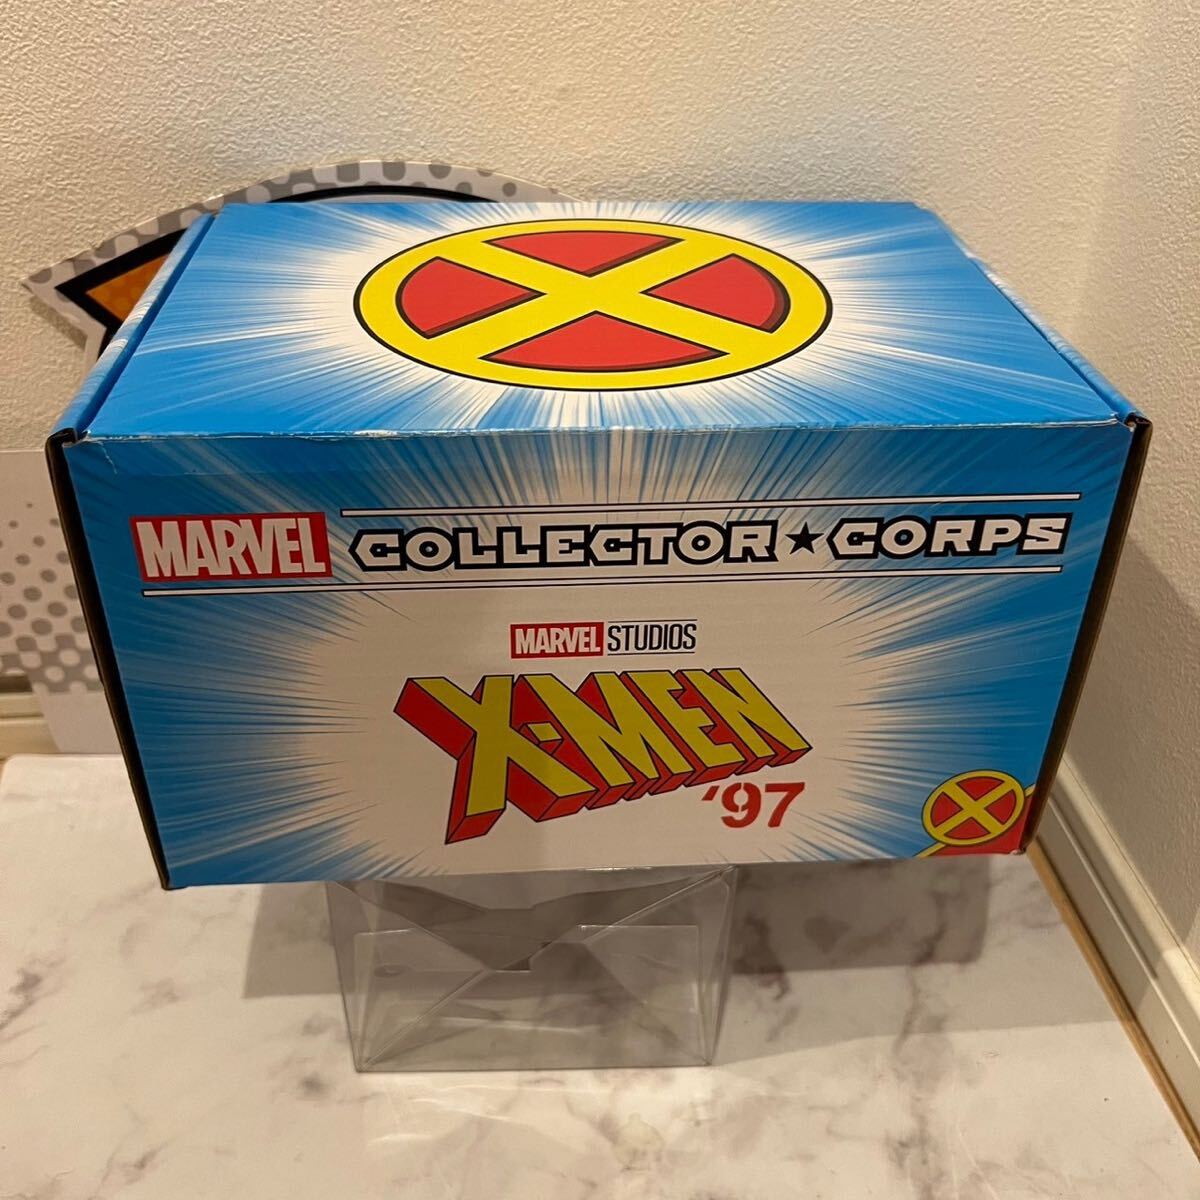 MARVEL COLLECTOR★CORPS
MARVEL STUDIOS
X-MEN
'97